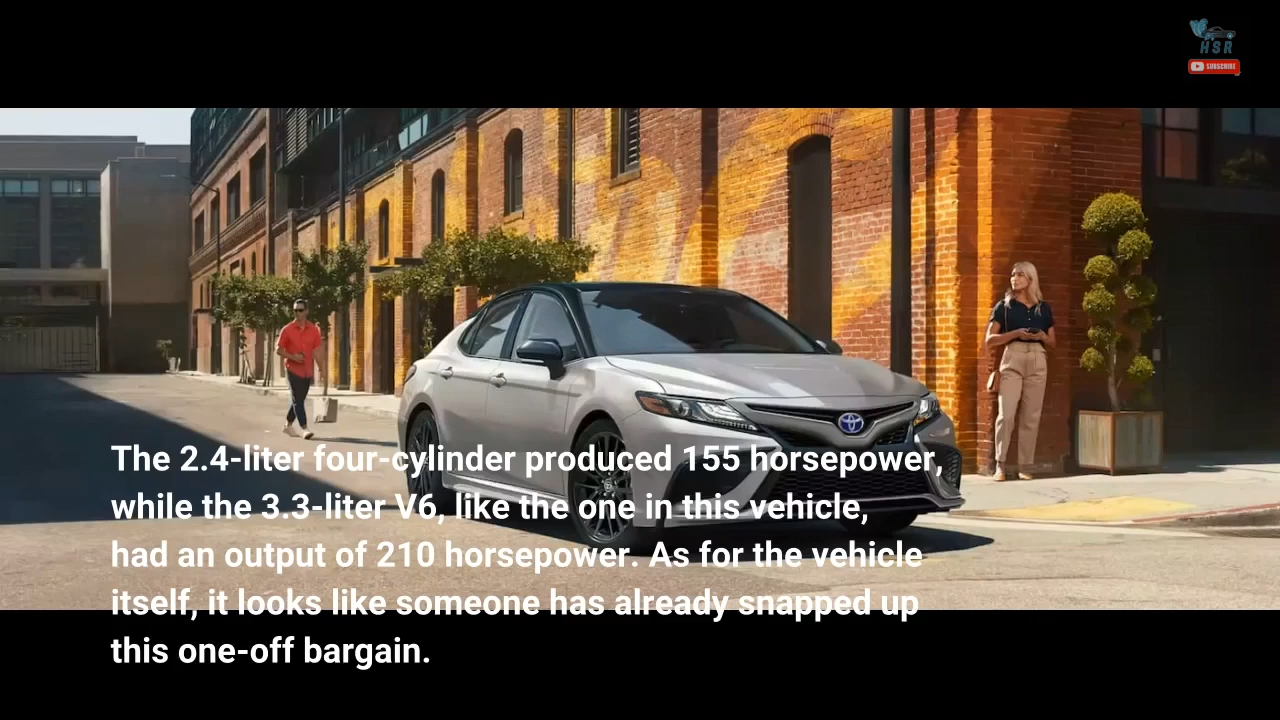 HSR
SUBSCRIBE
The 2.4-liter four-cylinder produced 155 horsepower,
while the 3.3-liter V6, like the one in this vehicle,
had an output of 210 horsepower. As for the vehicle
itself, it looks like someone has already snapped up
this one-off bargain.